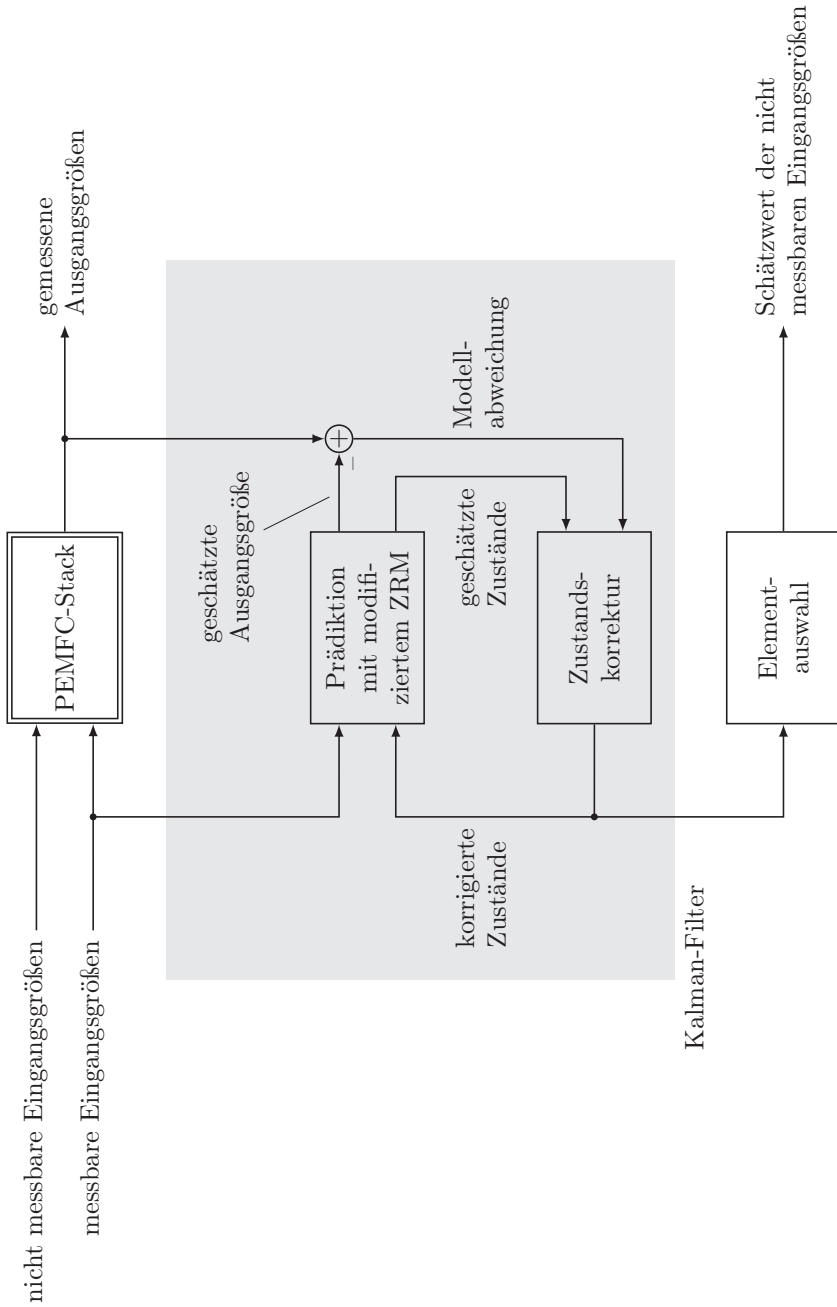 nicht messbare Eingangsgrößen
messbare Eingangsgrößen
PEMFC-Stack
gemessene
Ausgangsgrößen
geschätzte
Ausgangsgröße
Prädiktion
mit modifi-
ziertem ZRM
+
−
Modell-
abweichung
geschätzte
Zustände
korrigierte
Zustände
Zustands-
korrektur
Kalman-Filter
Element-
auswahl
Schätzwert der nicht
messbaren Eingangsgrößen